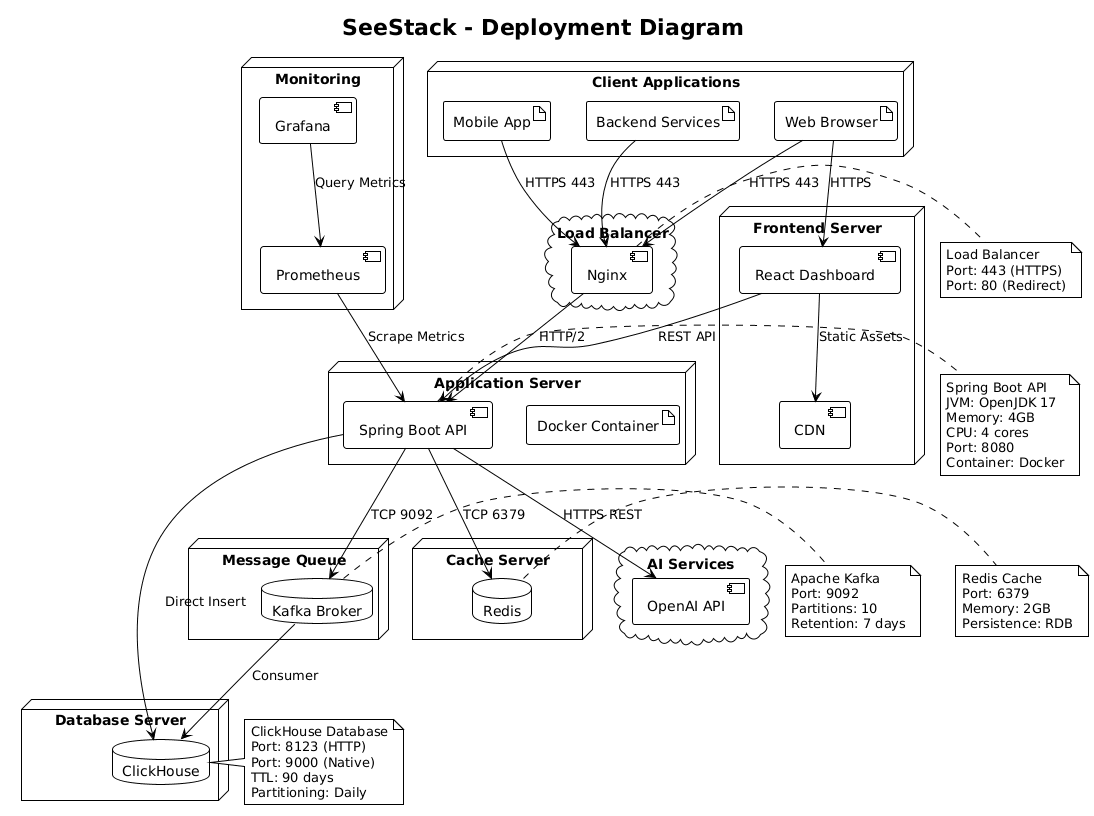 SeeStack - Deployment Diagram
Monitoring
Client Applications
Grafana
Mobile App
Backend Services
Web Browser
Query Metrics
HTTPS 443
HTTPS 443
HTTPS 443
HTTPS
Load Balancer
Frontend Server
Prometheus
Nginx
React Dashboard
Load Balancer
Port: 443 (HTTPS)
Port: 80 (Redirect)
Scrape Metrics
HTTP/2
REST API
Static Assets
Application Server
Spring Boot API
Docker Container
CDN
Spring Boot API
JVM: OpenJDK 17
Memory: 4GB
CPU: 4 cores
Port: 8080
Container: Docker
TCP 9092
TCP 6379
HTTPS REST
Message Queue
Cache Server
AI Services
Direct Insert
Kafka Broker
Redis
OpenAI API
Apache Kafka
Port: 9092
Partitions: 10
Retention: 7 days
Redis Cache
Port: 6379
Memory: 2GB
Persistence: RDB
Consumer
Database Server
ClickHouse
ClickHouse Database
Port: 8123 (HTTP)
Port: 9000 (Native)
TTL: 90 days
Partitioning: Daily